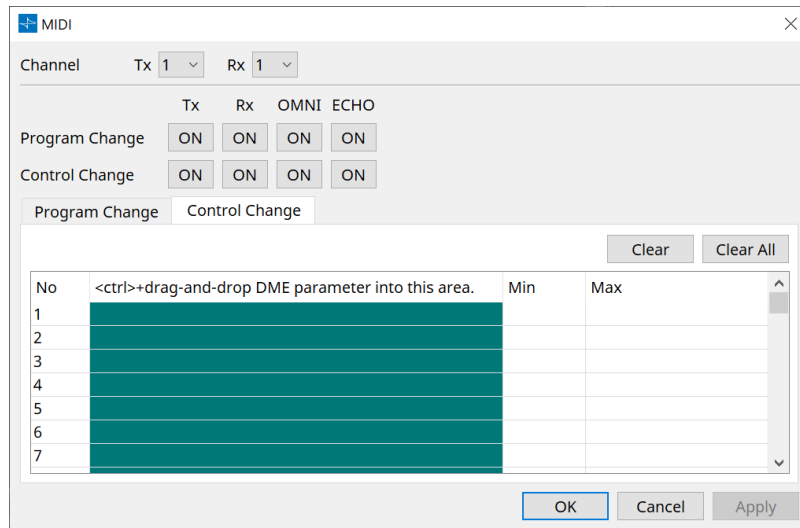 MIDI
Channel Tx 1 Rx 1
Tx Rx OMNI ECHO
Program Change ON ON ON ON
Control Change ON ON ON ON
Program Change Control Change
Clear Clear All
No <ctrl>+drag-and-drop DME parameter into this area. Min Max
1
2
3
4
5
6
7
OK Cancel Apply